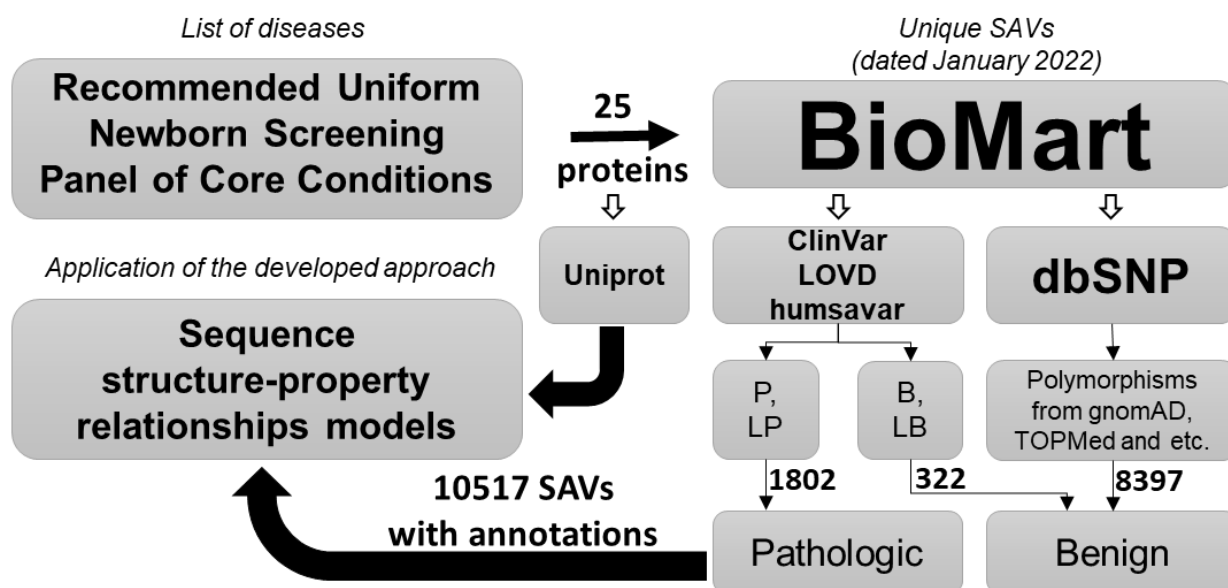 List of diseases
Recommended Uniform
Newborn Screening
Panel of Core Conditions
25
proteins
Unique SAVs
(dated January 2022)
BioMart
Uniprot
ClinVar
LOVD
humsavar
dbSNP
Application of the developed approach
Sequence
structure-property
relationships models
P,
LP
B,
LB
Polymorphisms
from gnomAD,
TOPMed and etc.
1802
322
8397
10517 SAVs
with annotations
Pathologic
Benign